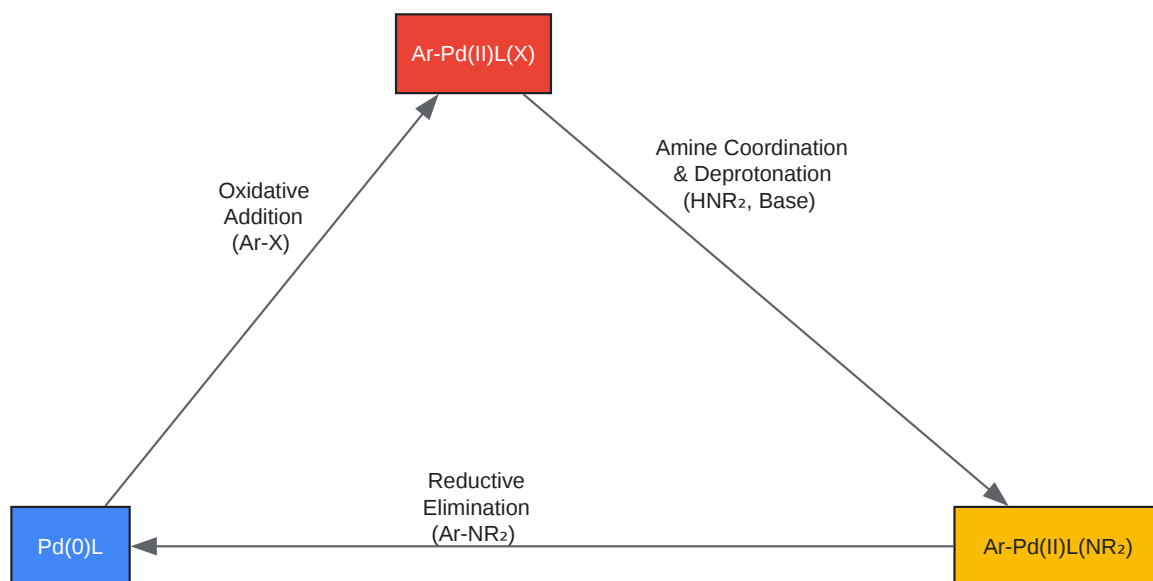 Ar-Pd(II)L(X)
Amine Coordination
& Deprotonation
(HNR₂, Base)
Oxidative
Addition
(Ar-X)
Reductive
Elimination
(Ar-NR₂)
Pd(0)L
Ar-Pd(II)L(NR₂)